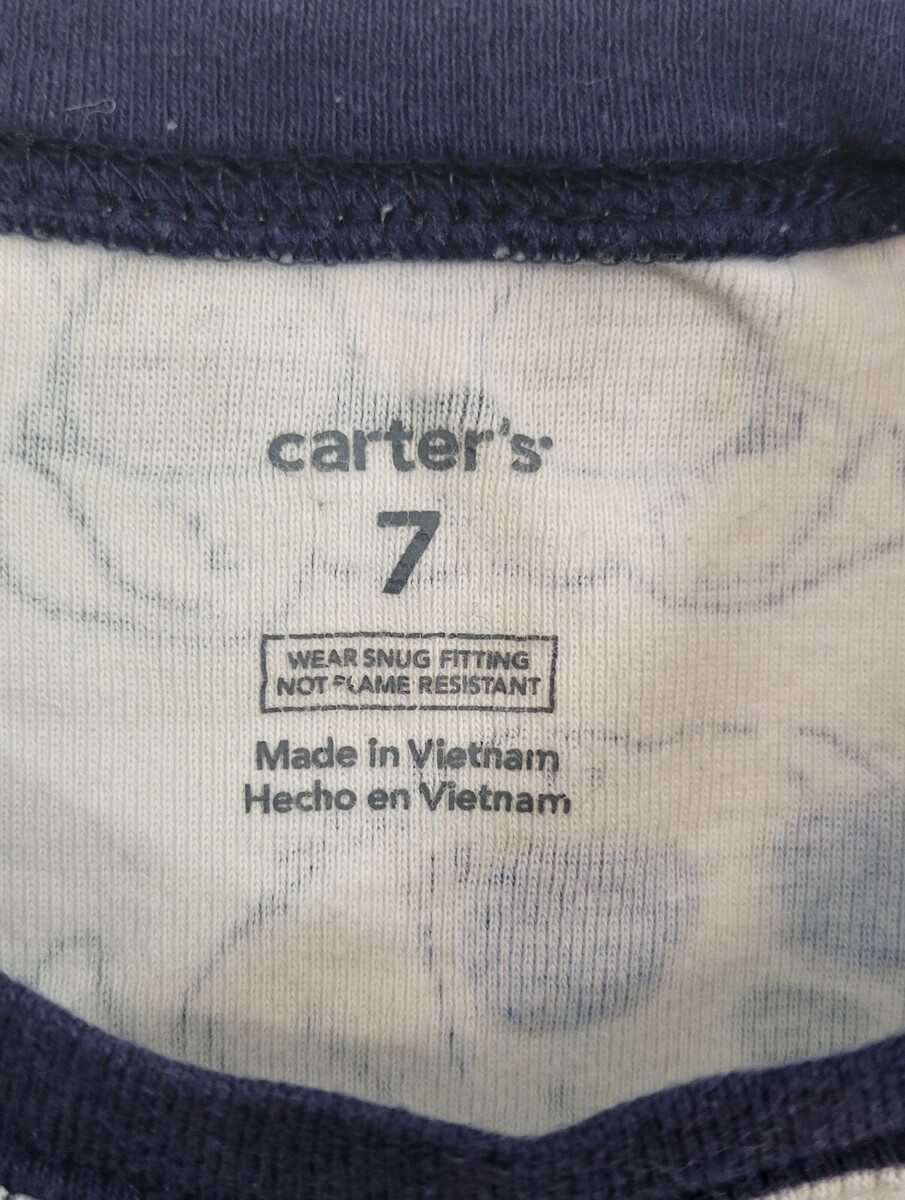 carter's
7
WEAR SNUG FITTING
NOT FLAME RESISTANT
Made in Vietnam
Hecho en Vietnam